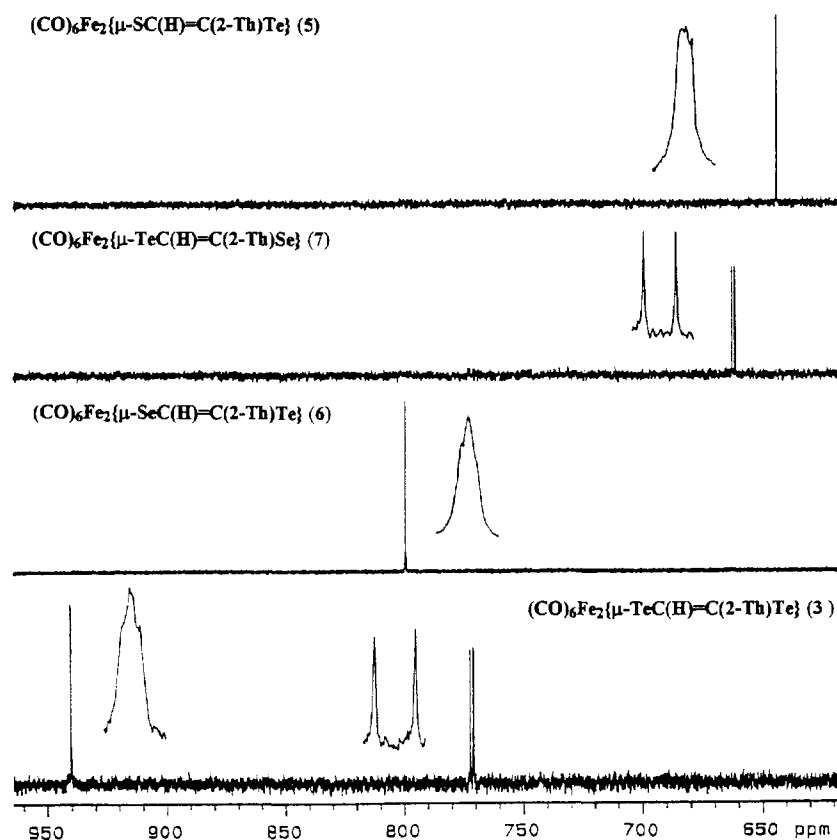 (CO)₆Fe₂{μ-SC(H)=C(2-Th)Te} (5)
(CO)₆Fe₂{μ-TeC(H)=C(2-Th)Se} (7)
(CO)₆Fe₂{μ-SeC(H)=C(2-Th)Te} (6)
(CO)₆Fe₂{μ-TeC(H)=C(2-Th)Te} (3 )
950 900 850 800 750 700 650 ppm